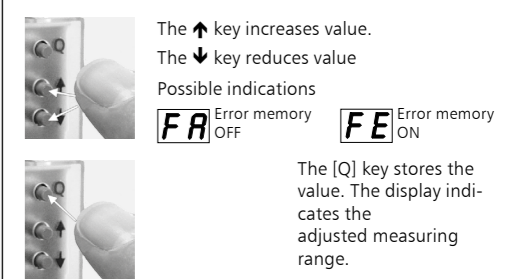 The ↑ key increases value.
Q
The ↓ key reduces value
Possible indications
FA Error memory OFF
FE Error memory ON
Q
The [Q] key stores the
value. The display indi-
cates the
adjusted measuring
range.